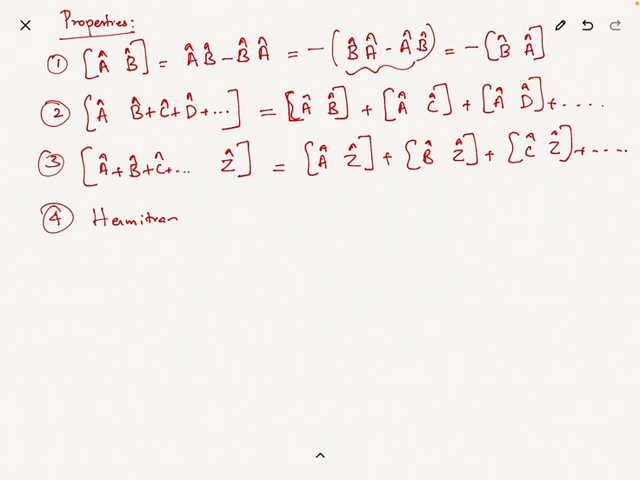 Properties:
① [Â B̂] = ÂB̂ - B̂Â = -(B̂Â - ÂB̂) = -[B̂ Â]
② [Â B̂+Ĉ+D̂+...] = [Â B̂] + [Â Ĉ] + [Â D̂] + ....
③ [Â+B̂+Ĉ+... Ẑ] = [Â Ẑ] + [B̂ Ẑ] + [Ĉ Ẑ] + ....
④ Hermitian